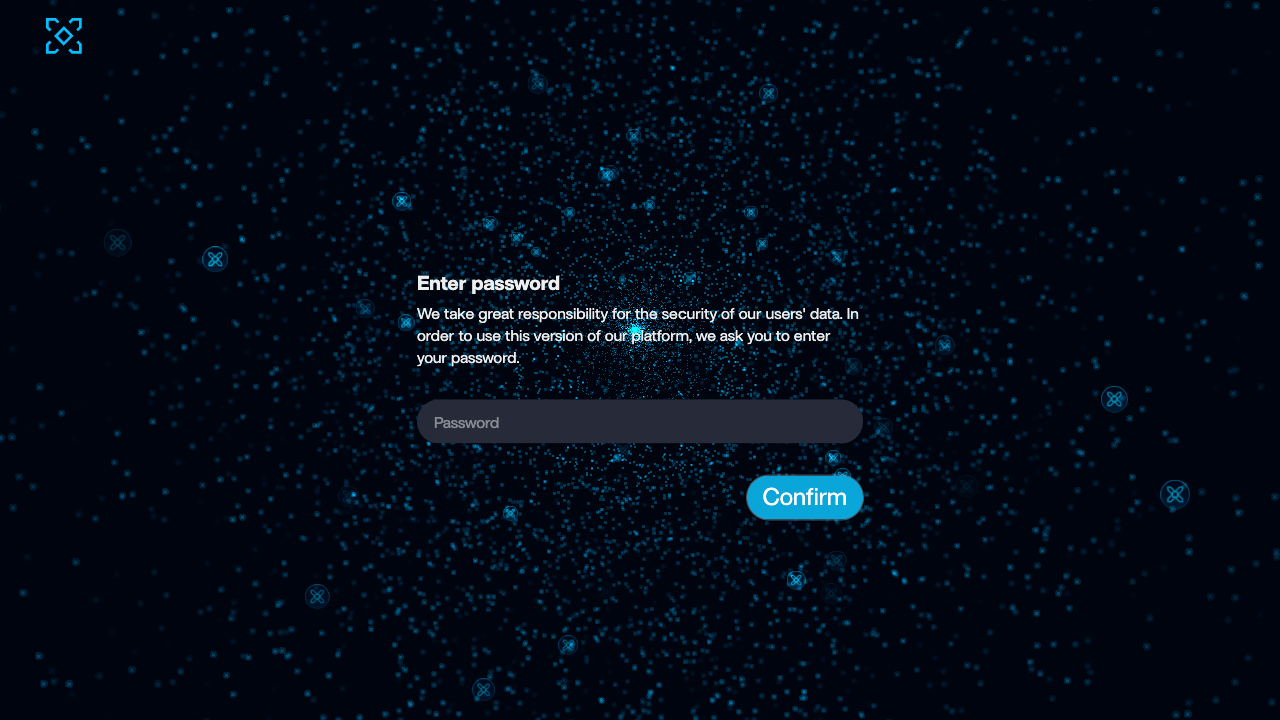 Enter password
We take great responsibility for the security of our users' data. In
order to use this version of our platform, we ask you to enter
your password.
Password
Confirm